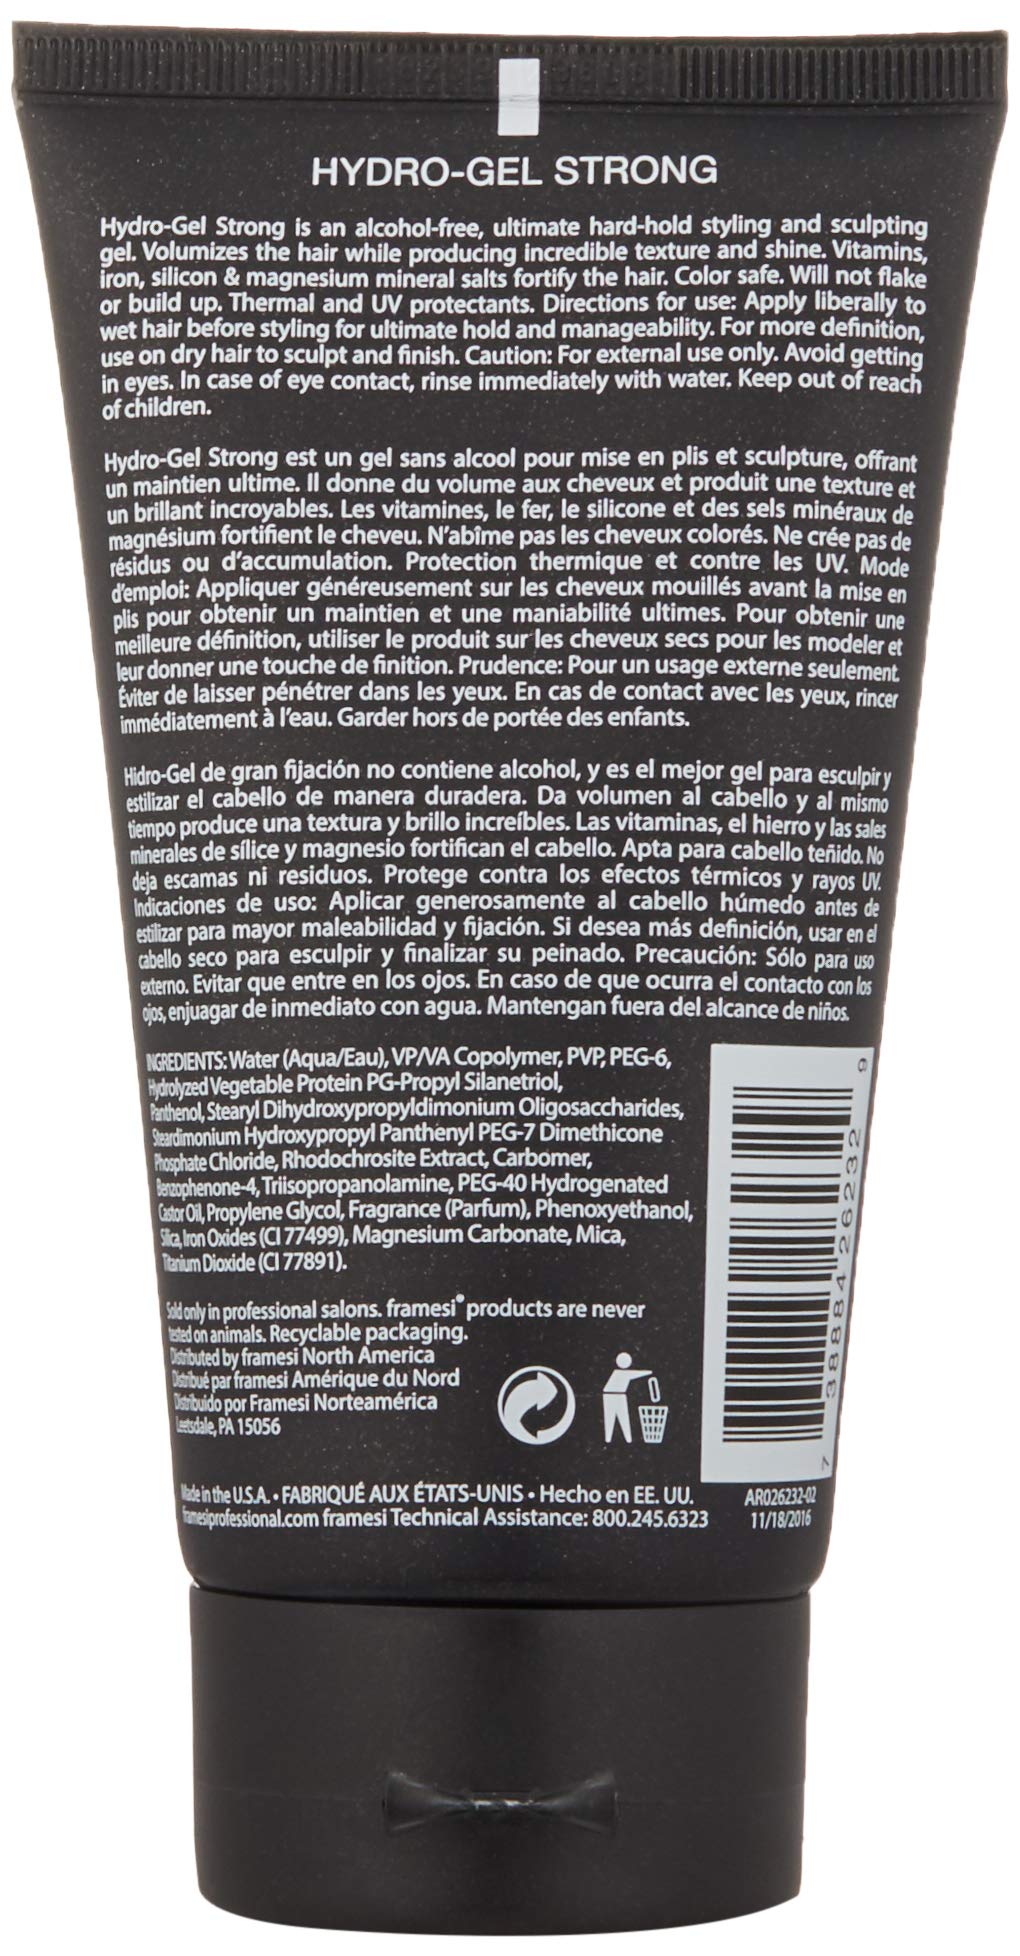 HYDRO-GEL STRONG
Hydro-Gel Strong is an alcohol-free, ultimate hard-hold styling and sculpting
gel. Volumizes the hair while producing incredible texture and shine. Vitamins,
iron, silicon & magnesium mineral salts fortify the hair. Color safe. Will not flake
or build up. Thermal and UV protectants. Directions for use: Apply liberally to
wet hair before styling for ultimate hold and manageability. For more definition,
use on dry hair to sculpt and finish. Caution: For external use only. Avoid getting
in eyes. In case of eye contact, rinse immediately with water. Keep out of reach
of children.
Hydro-Gel Strong est un gel sans alcool pour mise en plis et sculpture, offrant
un maintien ultime. Il donne du volume aux cheveux et produit une texture et
un brillant incroyables. Les vitamines, le fer, le silicone et des sels minéraux de
magnésium fortifient le cheveu. N'abîme pas les cheveux colorés. Ne crée pas de
résidus ou d'accumulation. Protection thermique et contre les UV. Mode
d'emploi: Appliquer généreusement sur les cheveux mouillés avant la mise en
plis pour obtenir un maintien et une maniabilité ultimes. Pour obtenir une
meilleure définition, utiliser le produit sur les cheveux secs pour les modeler et
leur donner une touche de finition. Prudence: Pour un usage externe seulement.
Éviter de laisser pénétrer dans les yeux. En cas de contact avec les yeux, rincer
immédiatement à l'eau. Garder hors de portée des enfants.
Hidro-Gel de gran fijación no contiene alcohol, y es el mejor gel para esculpir y
estilizar el cabello de manera duradera. Da volumen al cabello y al mismo
tiempo produce una textura y brillo increíbles. Las vitaminas, el hierro y las sales
minerales de sílice y magnesio fortifican el cabello. Apta para cabello teñido. No
deja escamas ni residuos. Protege contra los efectos térmicos y rayos UV.
Indicaciones de uso: Aplicar generosamente al cabello húmedo antes de
estilizar para mayor maleabilidad y fijación. Si desea más definición, usar en el
cabello seco para esculpir y finalizar su peinado. Precaución: Sólo para uso
externo. Evitar que entre en los ojos. En caso de que ocurra el contacto con los
ojos, enjuagar de inmediato con agua. Mantengan fuera del alcance de niños.
INGREDIENTS: Water (Aqua/Eau), VP/VA Copolymer, PVP, PEG-6,
Hydrolyzed Vegetable Protein PG-Propyl Silanetriol,
Panthenol, Stearyl Dihydroxypropyldimonium Oligosaccharides,
Steardimonium Hydroxypropyl Panthenyl PEG-7 Dimethicone
Phosphate Chloride, Rhodochrosite Extract, Carbomer,
Benzophenone-4, Triisopropanolamine, PEG-40 Hydrogenated
Castor Oil, Propylene Glycol, Fragrance (Parfum), Phenoxyethanol,
Silica, Iron Oxides (CI 77499), Magnesium Carbonate, Mica,
Titanium Dioxide (CI 77891).
Sold only in professional salons. framesi® products are never
tested on animals. Recyclable packaging.
Distributed by framesi North America
Distribué par framesi Amérique du Nord
Distribuido por Framesi Norteamérica
Leetsdale, PA 15056
7 38884 26232 9
Made in the U.S.A. • FABRIQUÉ AUX ÉTATS-UNIS • Hecho en EE. UU.
framesiprofessional.com framesi Technical Assistance: 800.245.6323
AR026232-02
11/18/2016